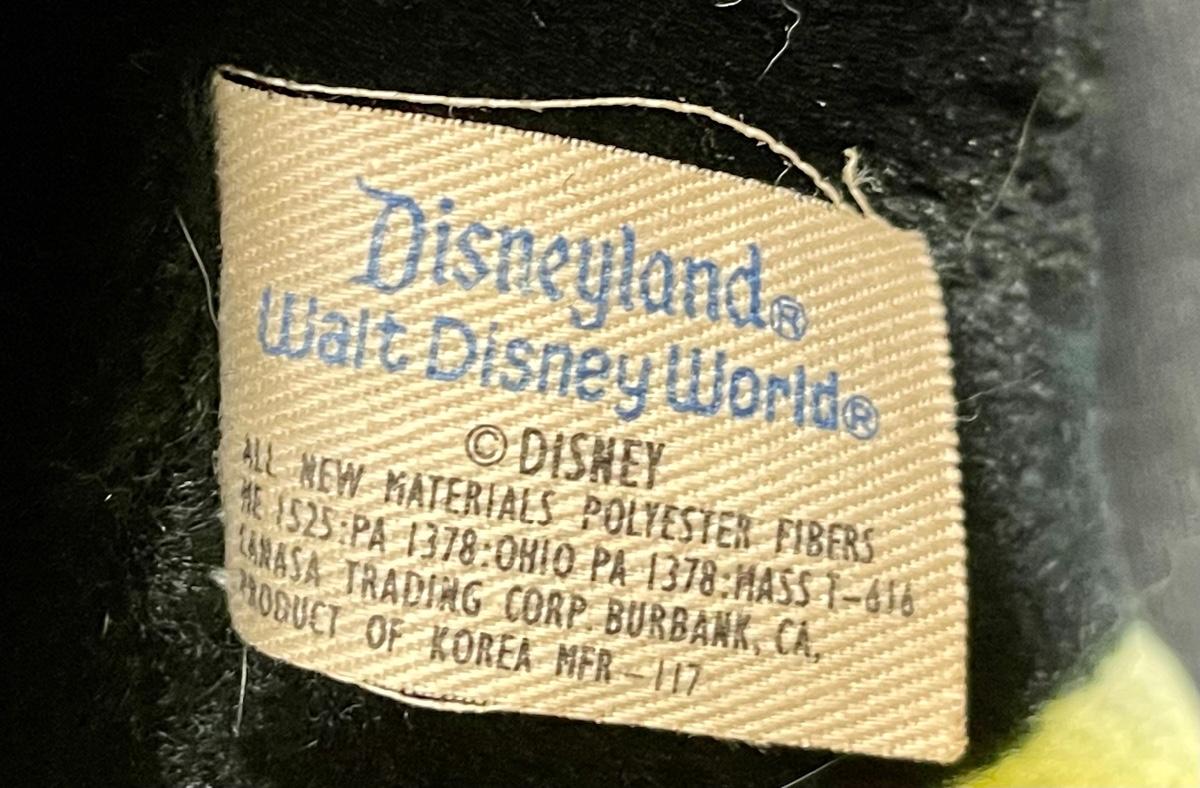 Disneyland®
Walt Disney World®
© DISNEY
ALL NEW MATERIALS POLYESTER FIBERS
ME 1525:PA 1378:OHIO PA 1378:MASS T-616
TRADING CORP. BURBANK, CA,
PRODUCT OF KOREA MFR-117